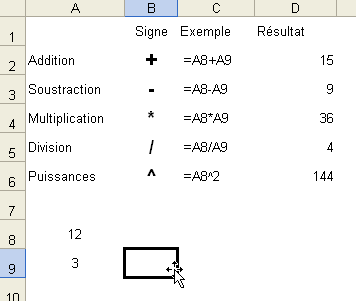 A B C D
1 Signe Exemple Résultat
2 Addition + =A8+A9 15
3 Soustraction - =A8-A9 9
4 Multiplication * =A8*A9 36
5 Division / =A8/A9 4
6 Puissances ^ =A8^2 144
7
8 12
9 3
10